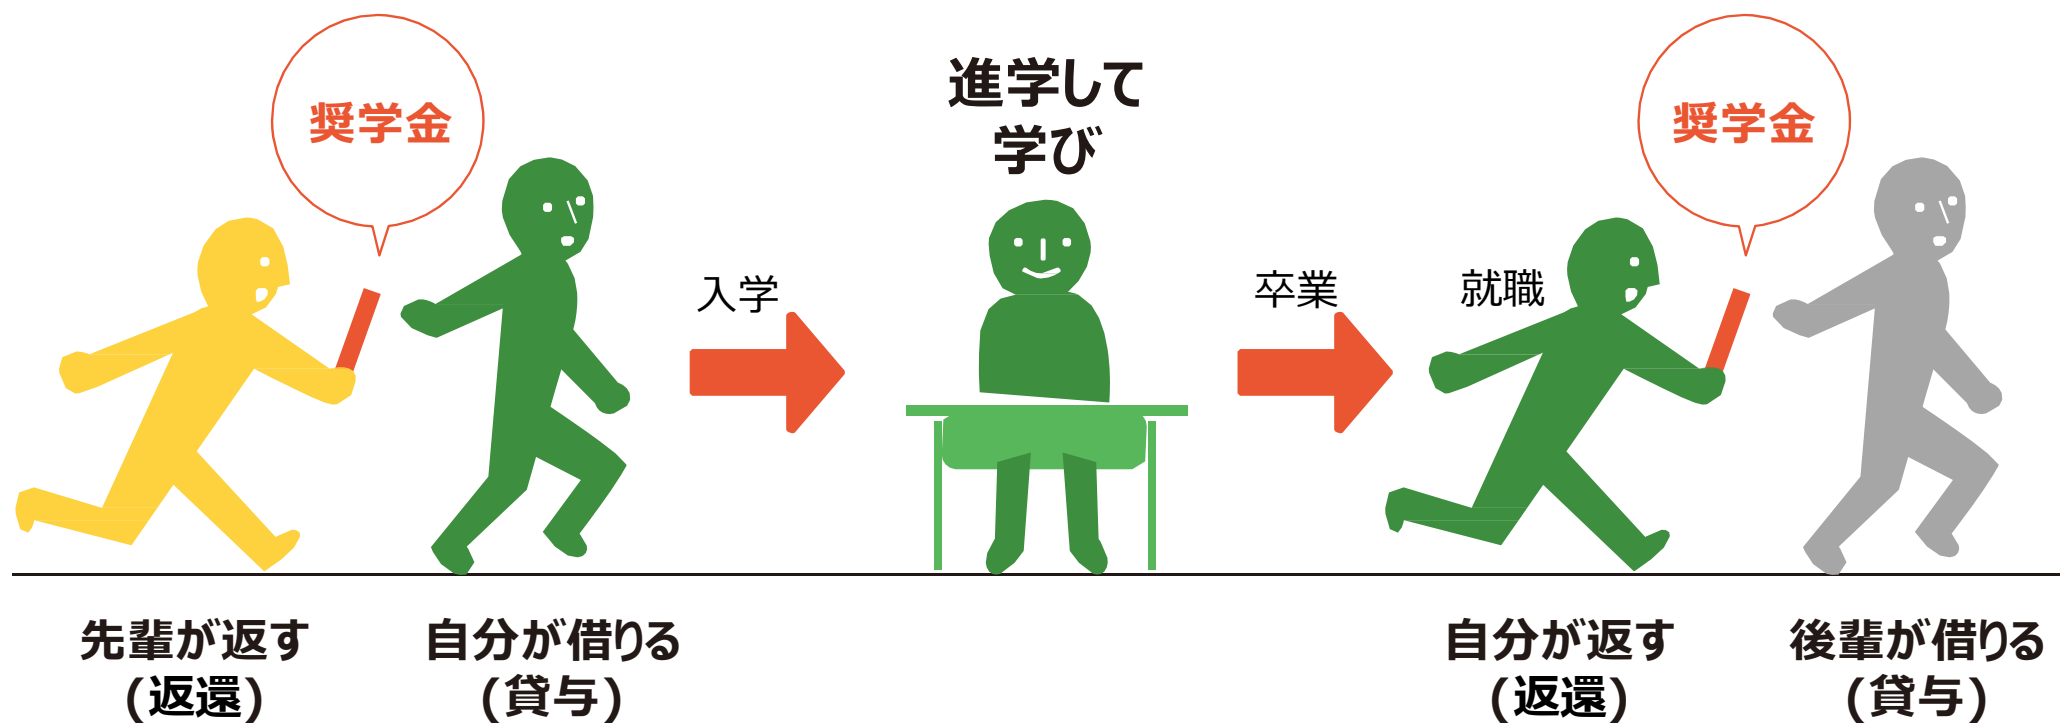 奨学金
入学
進学して
学び
卒業
就職
奨学金
先輩が返す
(返還)
自分が借りる
(貸与)
自分が返す
(返還)
後輩が借りる
(貸与)